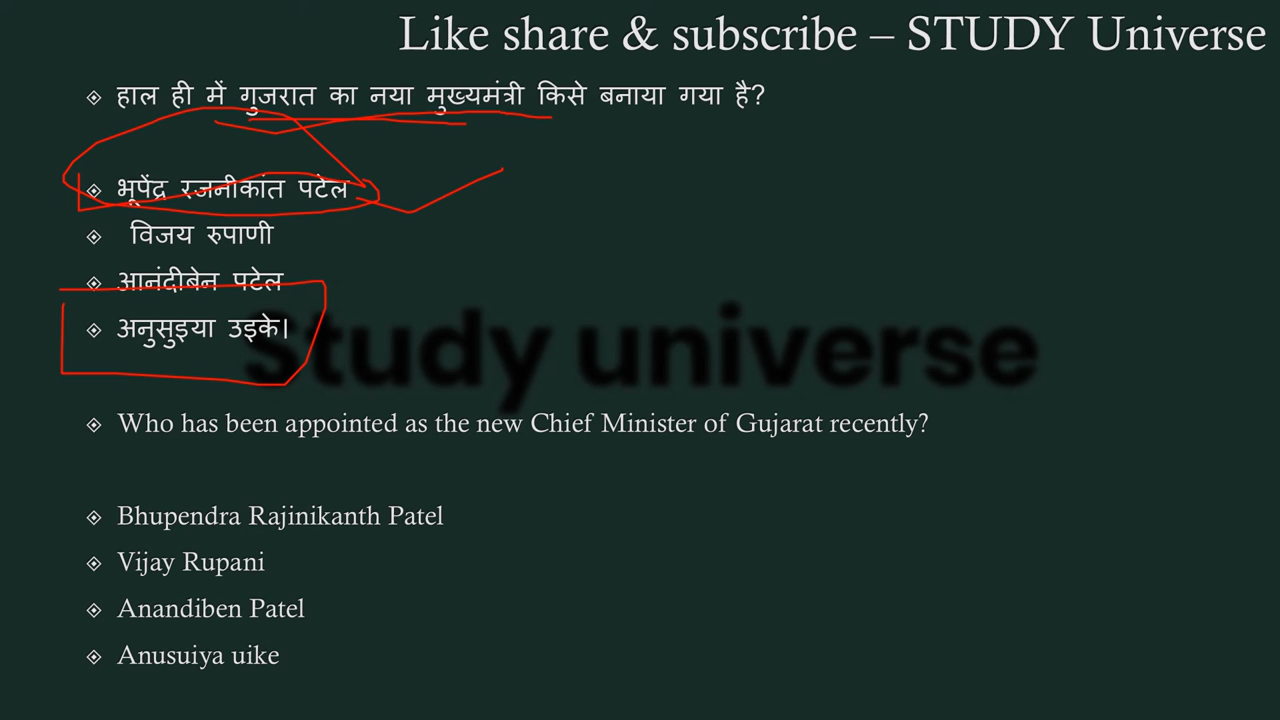 Like share & subscribe – STUDY Universe
हाल ही में गुजरात का नया मुख्यमंत्री किसे बनाया गया है?
भूपेंद्र रजनीकांत पटेल
विजय रुपाणी
आनंदीबेन पटेल
अनुसुइया उइके।
Study universe
Who has been appointed as the new Chief Minister of Gujarat recently?
Bhupendra Rajinikanth Patel
Vijay Rupani
Anandiben Patel
Anusuiya uike